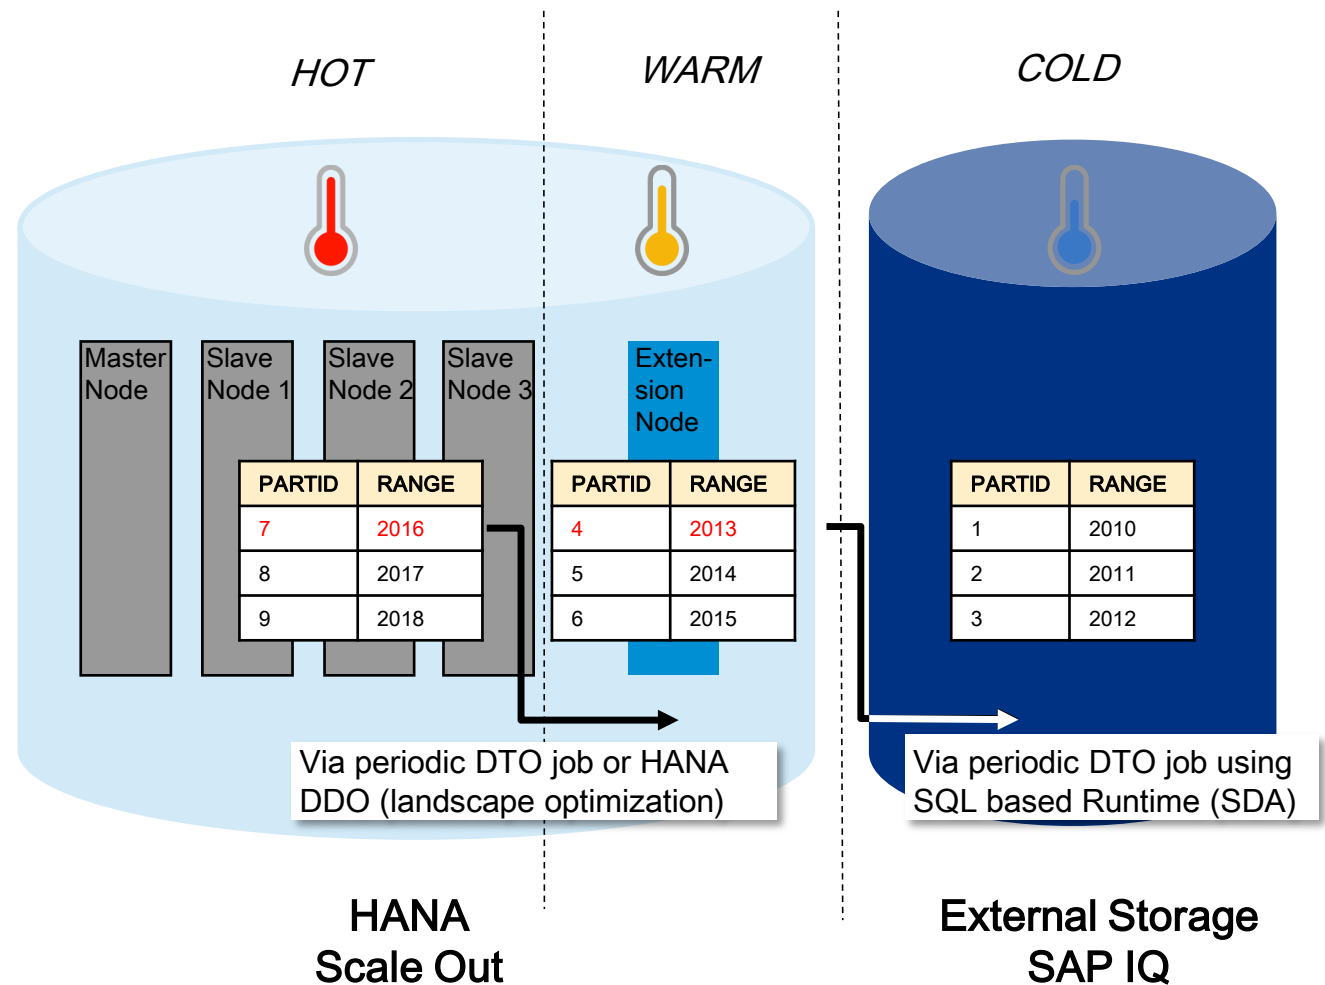 HOT
WARM
COLD
Master
Node
Slave
Node 1
Slave
Node 2
Slave
Node 3
Exten-
sion
Node
PARTID RANGE
7 2016
8 2017
9 2018
PARTID RANGE
4 2013
5 2014
6 2015
PARTID RANGE
1 2010
2 2011
3 2012
Via periodic DTO job or HANA
DDO (landscape optimization)
Via periodic DTO job using
SQL based Runtime (SDA)
HANA
Scale Out
External Storage
SAP IQ